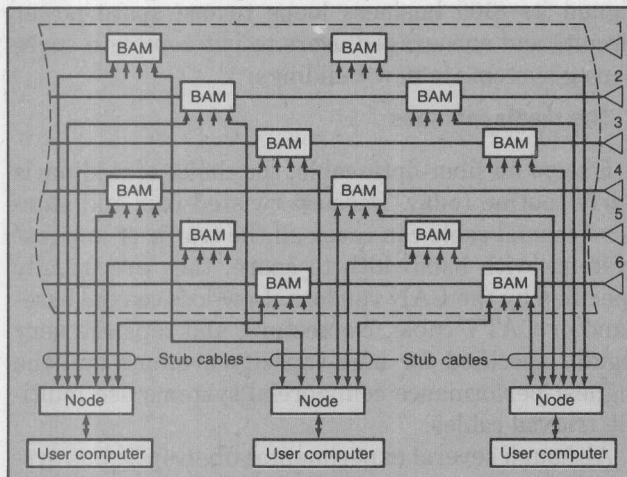 BAM BAM 1
BAM BAM 2
BAM BAM 3
BAM BAM 4
BAM BAM 5
BAM BAM 6
Stub cables Stub cables
Node Node Node
User computer User computer User computer